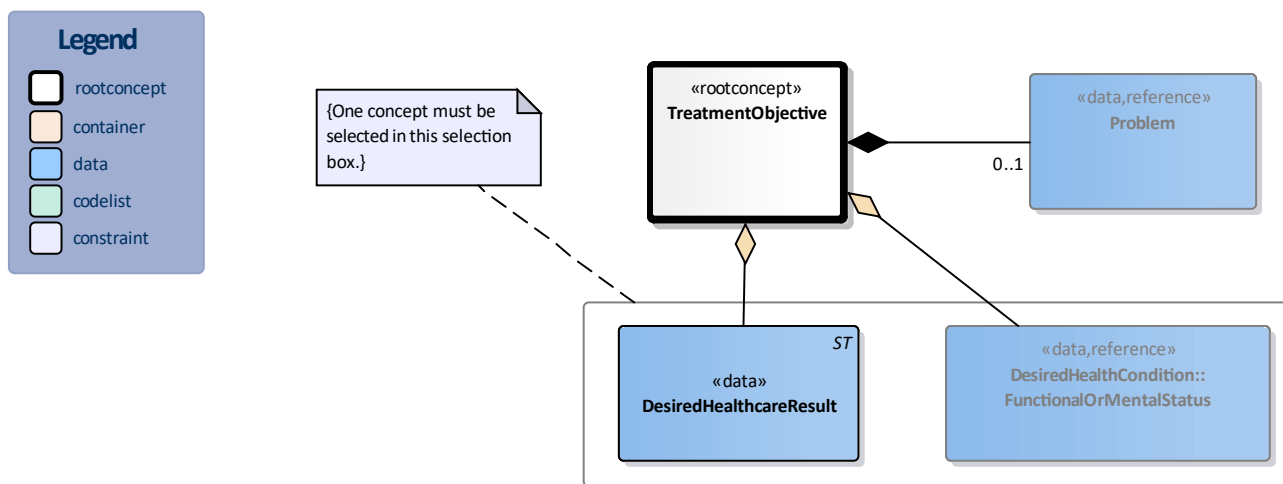 Legend
rootconcept
container
data
codelist
constraint
{One concept must be
selected in this selection
box.}
«rootconcept»
TreatmentObjective
«data,reference»
Problem
0..1
ST
«data»
DesiredHealthcareResult
«data,reference»
DesiredHealthCondition::
FunctionalOrMentalStatus